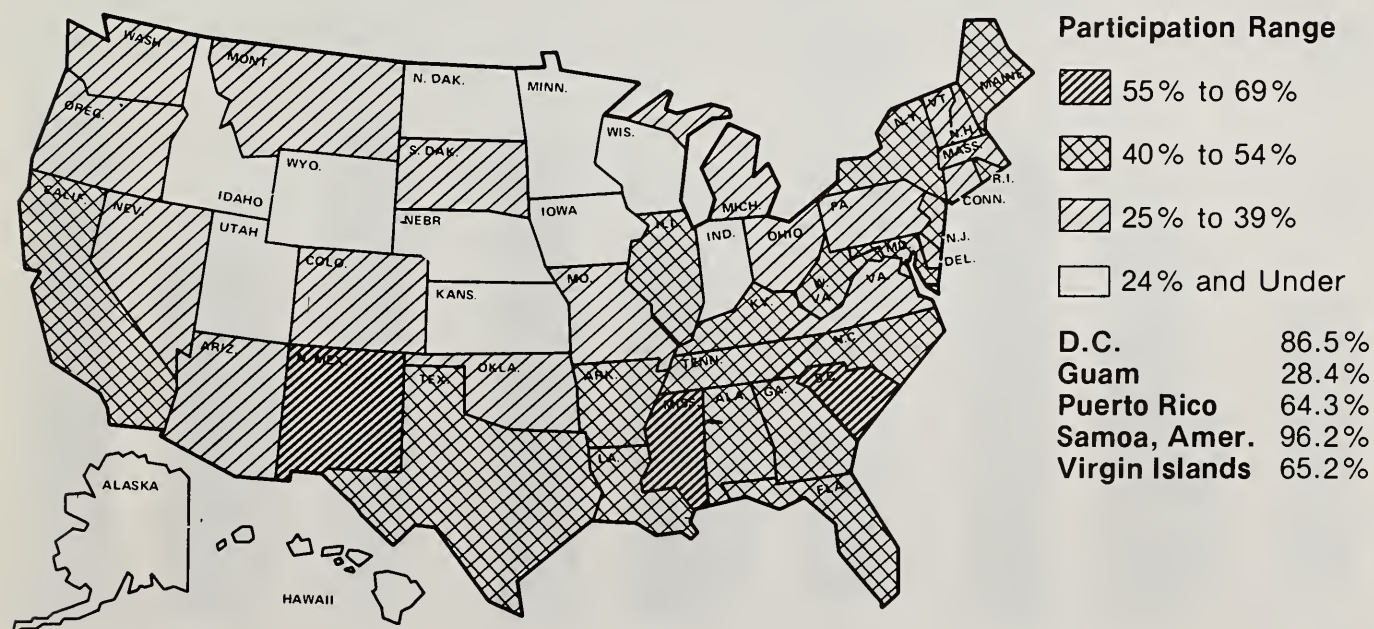 WASH
MONT.
N. DAK.
MINN.
OREG.
IDAHO
WYO.
S. DAK.
WIS.
MICH.
CALIF.
NEV.
UTAH
COLO.
NEBR
IOWA
ILL.
IND.
OHIO
PA.
N.Y.
VT.
N.H.
MAINE
MASS.
R.I.
CONN.
N.J.
DEL.
MD.
W.
VA.
VA.
KANS.
MO.
KY.
ARIZ.
N. MEX.
OKLA.
ARK.
TENN.
N.C.
S.C.
TEX.
LA.
MISS.
ALA.
GA.
FLA.
ALASKA
HAWAII
Participation Range
55% to 69%
40% to 54%
25% to 39%
24% and Under
D.C. 86.5%
Guam 28.4%
Puerto Rico 64.3%
Samoa, Amer. 96.2%
Virgin Islands 65.2%